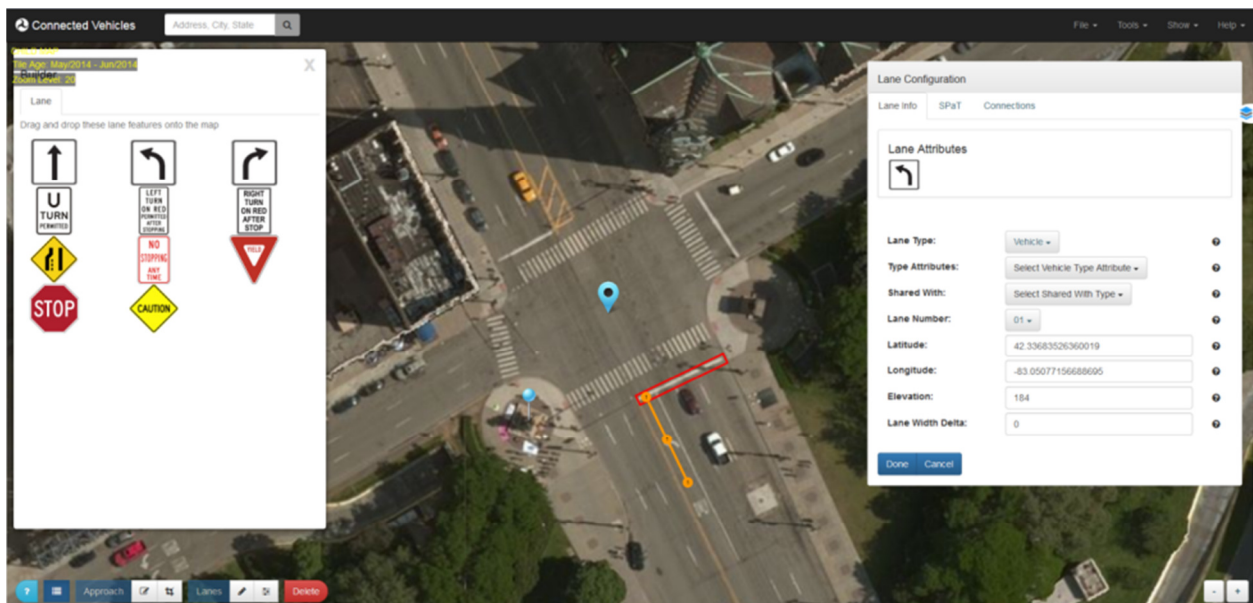 Connected Vehicles
Address, City, State
File
Tools
Show
Help
Tile Age: May/2014 - Jun/2014
Zoom Level: 20
Builder
X
Lane
Drag and drop these lane features onto the map
U
TURN
PERMITTED
LEFT
TURN
ON RED
PERMITTED
AFTER
STOPPING
RIGHT
TURN
ON RED
AFTER
STOP
NO
STOPPING
ANY
TIME
YIELD
STOP
CAUTION
Lane Configuration
Lane Info SPaT Connections
Lane Attributes
Lane Type: Vehicle
Type Attributes: Select Vehicle Type Attribute
Shared With: Select Shared With Type
Lane Number: 01
Latitude: 42.33683526360019
Longitude: -83.05077156688695
Elevation: 184
Lane Width Delta: 0
Done Cancel
? Approach Lanes Delete
- +